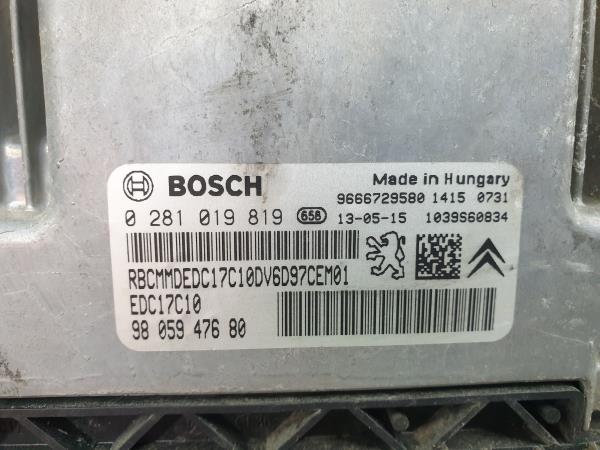 BOSCH
Made in Hungary
9666729580 1415 0731
0 281 019 819 658 13-05-15 1039S60834
RBCMMDEDC17C10DV6D97CEM01
EDC17C10
98 059 476 80